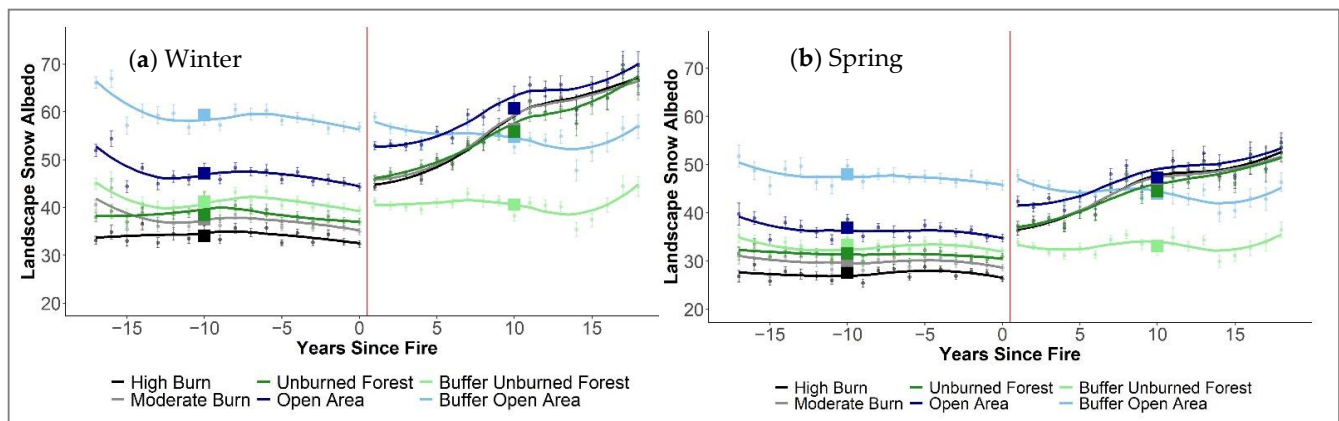 (a) Winter
Landscape Snow Albedo
70
60
50
40
30
20
−15 −10 −5 0 5 10 15
Years Since Fire
High Burn Unburned Forest Buffer Unburned Forest
Moderate Burn Open Area Buffer Open Area
(b) Spring
Landscape Snow Albedo
70
60
50
40
30
20
−15 −10 −5 0 5 10 15
Years Since Fire
High Burn Unburned Forest Buffer Unburned Forest
Moderate Burn Open Area Buffer Open Area